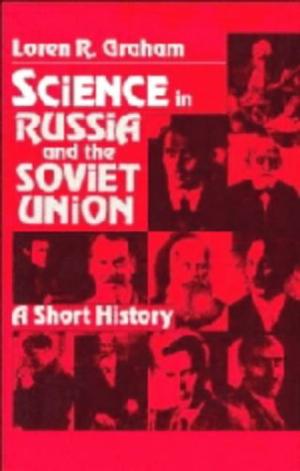 Loren R. Graham
SCiENCE in
RUSSIA
and the
SOViET
UNiON
A Short History